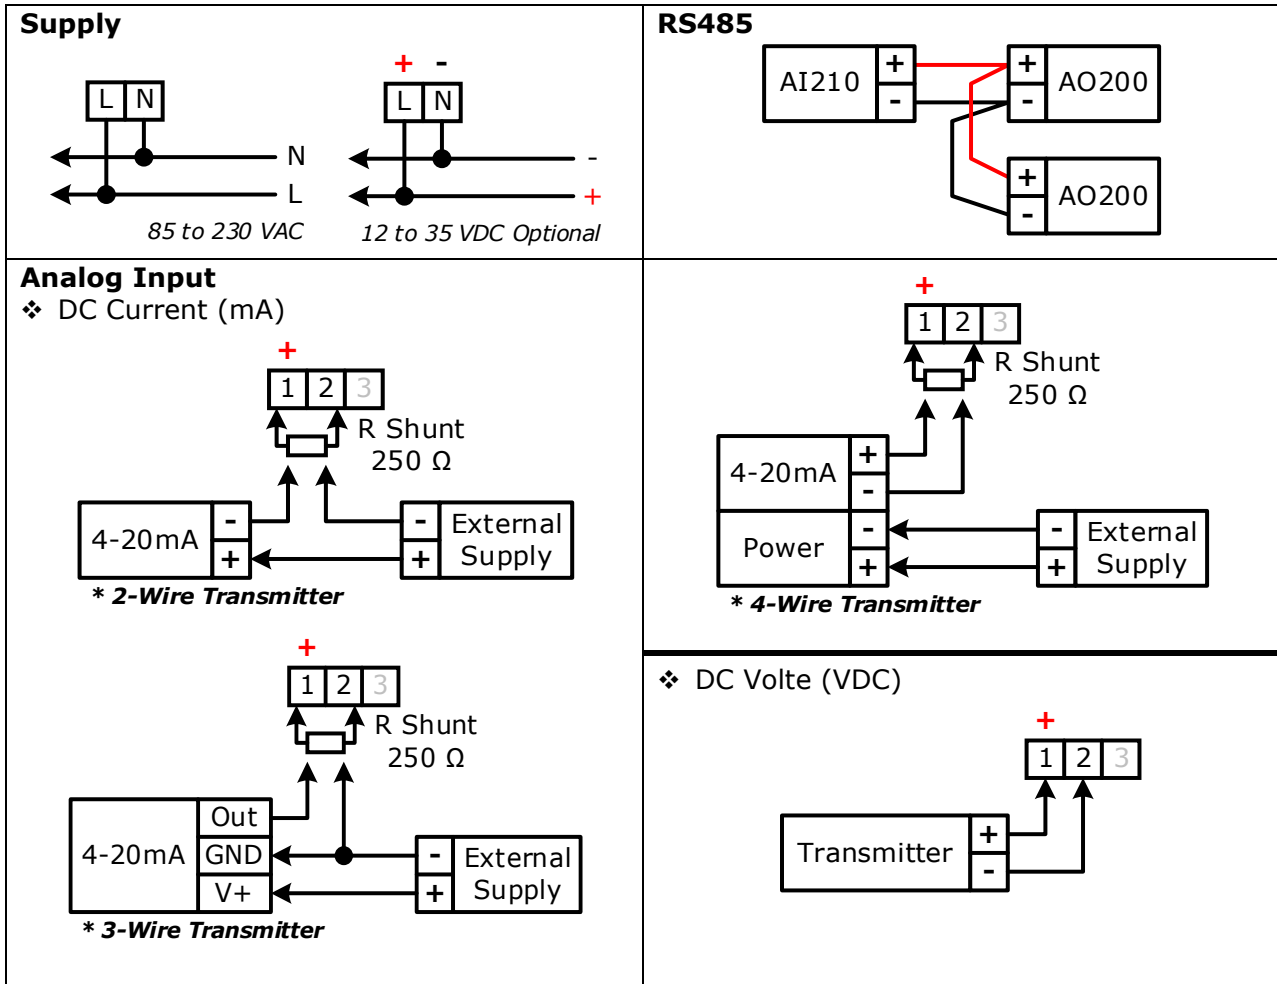 Supply
+ -
L N
L N
N
L
-
+
85 to 230 VAC
12 to 35 VDC Optional
RS485
AI210
+
-
+
-
AO200
+
-
AO200
Analog Input
❖ DC Current (mA)
+
1 2 3
R Shunt
250 Ω
4-20mA
-
+
-
+
External
Supply
* 2-Wire Transmitter
+
1 2 3
R Shunt
250 Ω
4-20mA
Out
GND
V+
-
+
External
Supply
* 3-Wire Transmitter
+
1 2 3
R Shunt
250 Ω
4-20mA
+
-
Power
-
+
-
+
External
Supply
* 4-Wire Transmitter
❖ DC Volte (VDC)
+
1 2 3
Transmitter
+
-